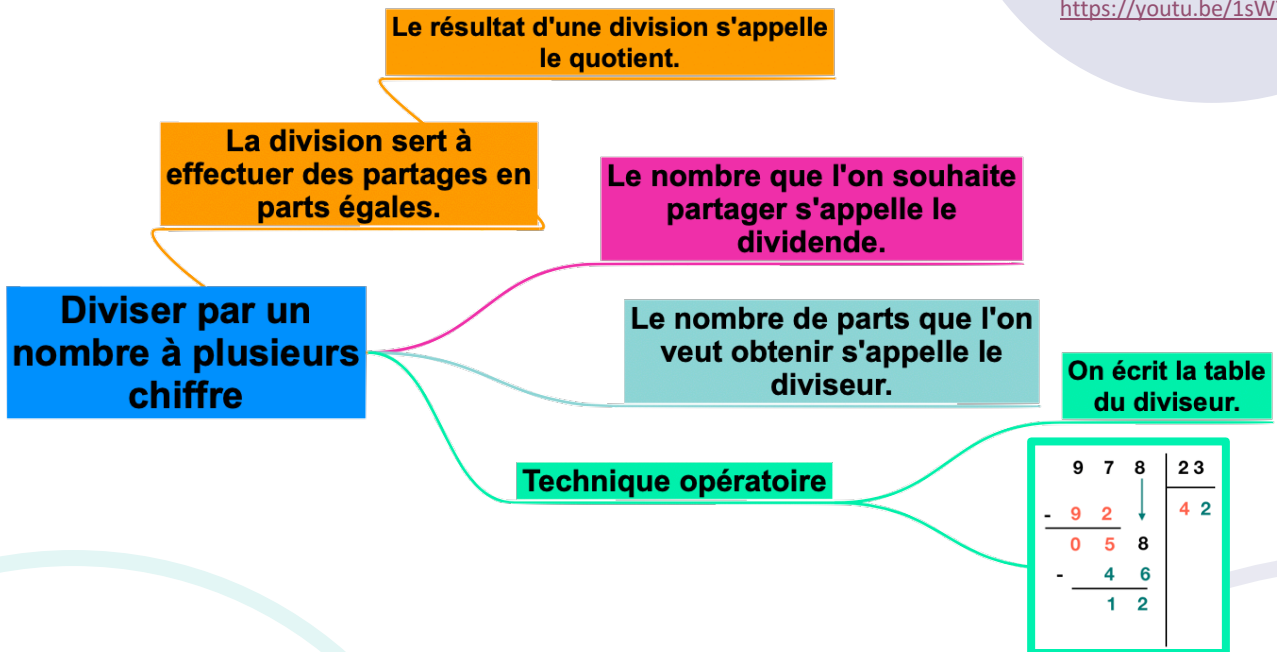 https://youtu.be/1sW
Le résultat d'une division s'appelle
le quotient.
La division sert à
effectuer des partages en
parts égales.
Le nombre que l'on souhaite
partager s'appelle le
dividende.
Diviser par un
nombre à plusieurs
chiffre
Le nombre de parts que l'on
veut obtenir s'appelle le
diviseur.
On écrit la table
du diviseur.
Technique opératoire
9 7 8 23
- 9 2 4 2
0 5 8
- 4 6
1 2